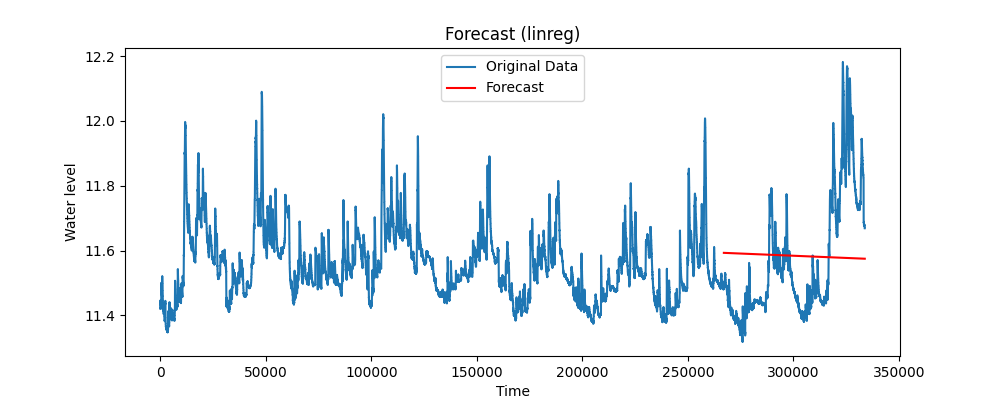 Forecast (linreg)
Original Data
Forecast
Water level
12.2
12.0
11.8
11.6
11.4
0
50000
100000
150000
200000
250000
300000
350000
Time